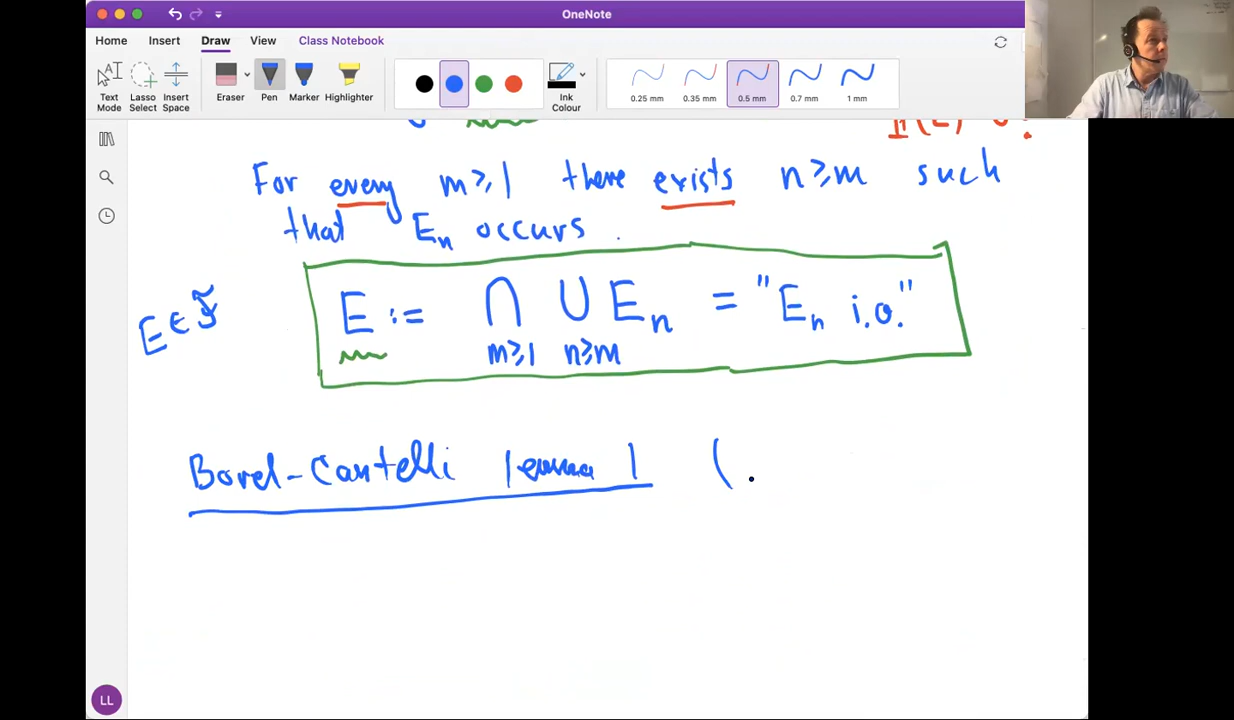 OneNote
Home Insert Draw View Class Notebook
Text Mode
Lasso Select
Insert Space
Eraser
Pen
Marker
Highlighter
Ink Colour
0.25 mm
0.35 mm
0.5 mm
0.7 mm
1 mm
For every m≥1 there exists n≥m such
that En occurs.
E∈𝓕
E := ⋂ ⋃ En = "En i.o."
m≥1 n≥m
Borel-Cantelli lemma 1 (
LL